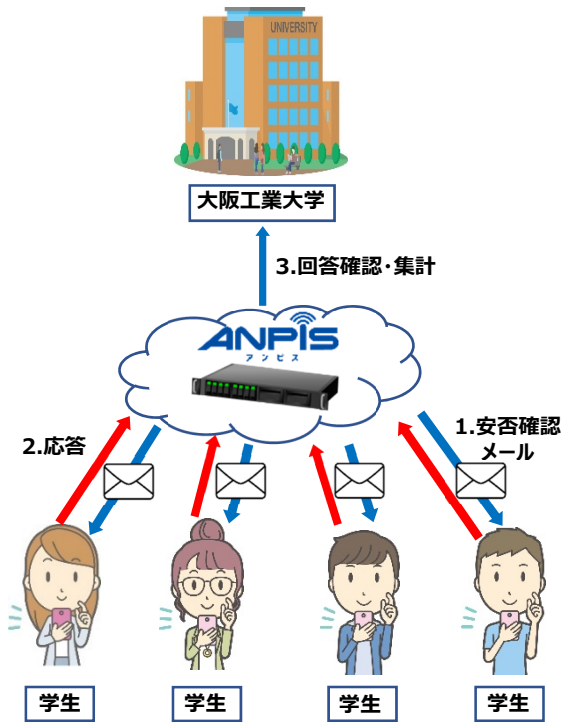 UNIVERSITY
大阪工業大学
3.回答確認・集計
ANPIS
アンピス
2.応答
1.安否確認
メール
学生
学生
学生
学生